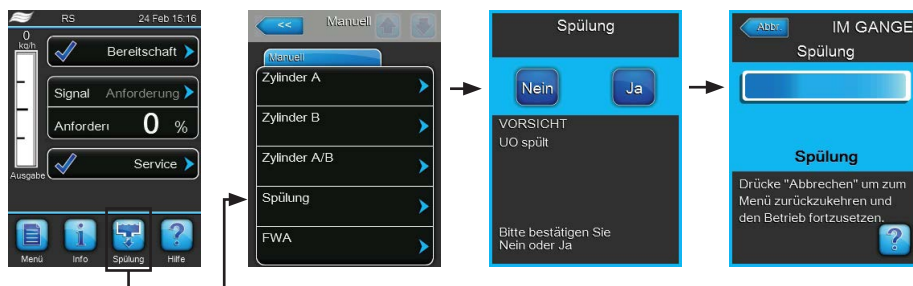 RS 24 Feb 15:16
0
kg/h
Bereitschaft
Signal Anforderung
Anforderı 0 %
Ausgabe
Service
Menü Info Spülung Hilfe
<< Manuell
Manuell
Zylinder A
Zylinder B
Zylinder A/B
Spülung
FWA
Spülung
Nein Ja
VORSICHT
UO spült
Bitte bestätigen Sie
Nein oder Ja
Abbr. IM GANGE
Spülung
Spülung
Drücke "Abbrechen" um zum
Menü zurückzukehren und
den Betrieb fortzusetzen.
?